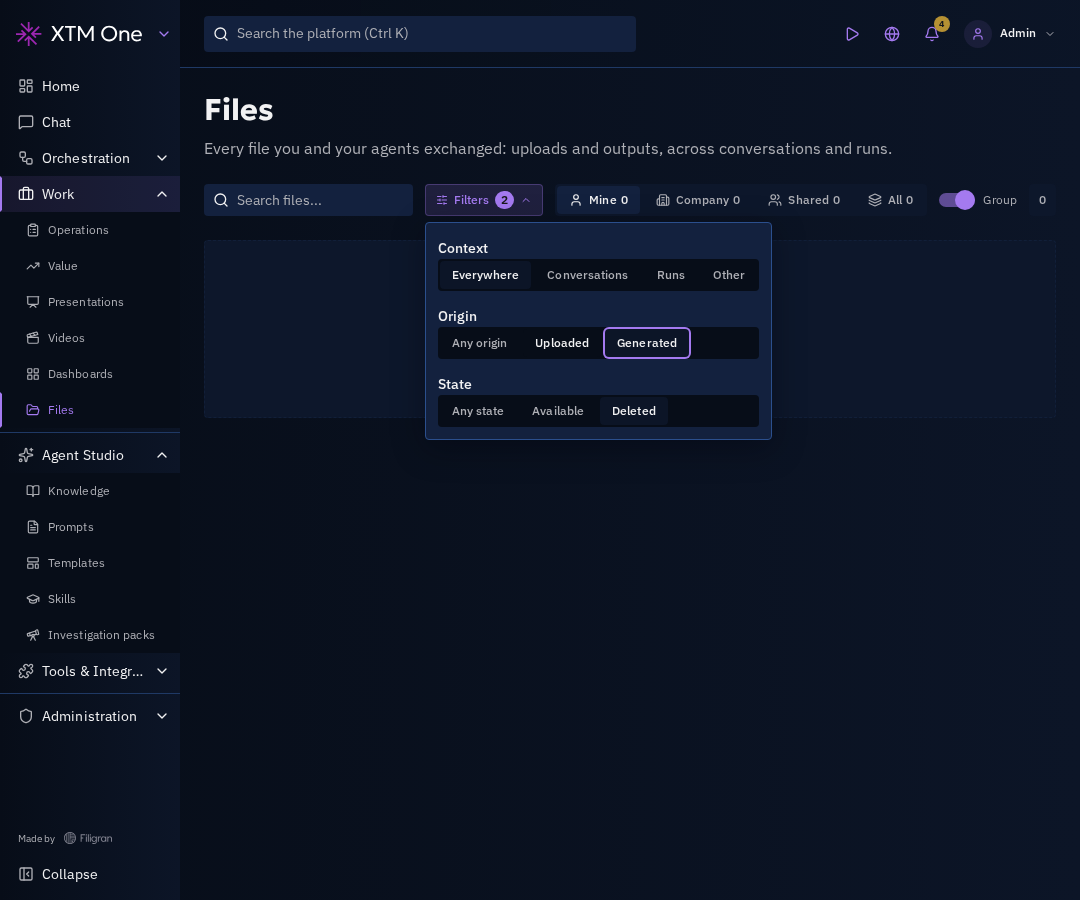 XTM One
Search the platform (Ctrl K)
4
Admin
Home
Chat
Orchestration
Work
Operations
Value
Presentations
Videos
Dashboards
Files
Agent Studio
Knowledge
Prompts
Templates
Skills
Investigation packs
Tools & Integr...
Administration
Made by Filigran
Collapse
Files
Every file you and your agents exchanged: uploads and outputs, across conversations and runs.
Search files...
Filters 2
Mine 0
Company 0
Shared 0
All 0
Group
0
Context
Everywhere Conversations Runs Other
Origin
Any origin Uploaded Generated
State
Any state Available Deleted